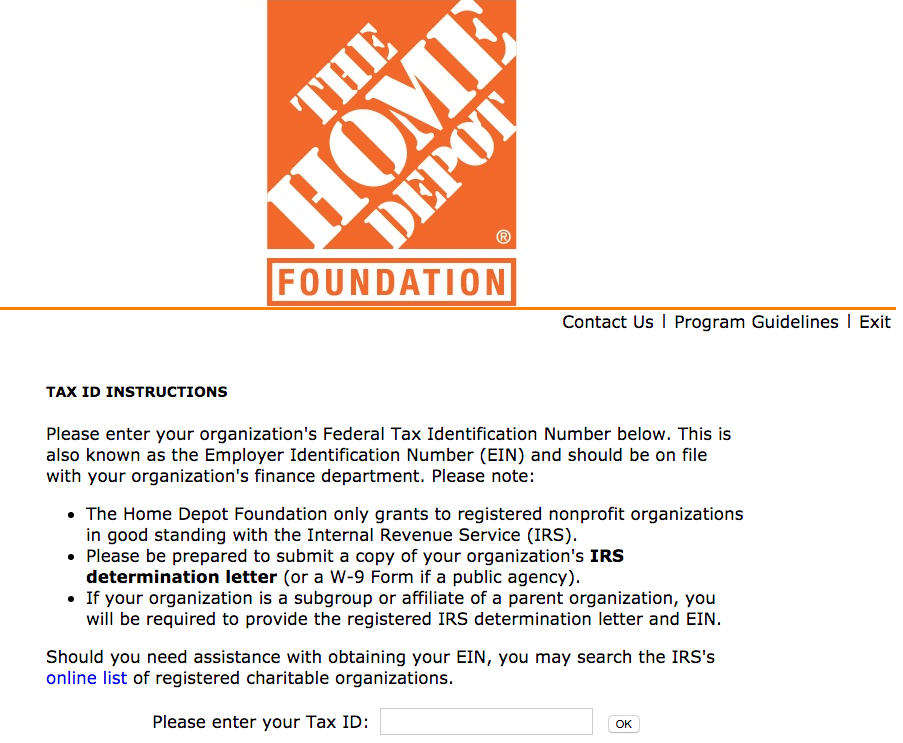 THE
HOME
DEPOT
®
FOUNDATION
Contact Us | Program Guidelines | Exit
TAX ID INSTRUCTIONS
Please enter your organization's Federal Tax Identification Number below. This is
also known as the Employer Identification Number (EIN) and should be on file
with your organization's finance department. Please note:
• The Home Depot Foundation only grants to registered nonprofit organizations
in good standing with the Internal Revenue Service (IRS).
• Please be prepared to submit a copy of your organization's IRS
determination letter (or a W-9 Form if a public agency).
• If your organization is a subgroup or affiliate of a parent organization, you
will be required to provide the registered IRS determination letter and EIN.
Should you need assistance with obtaining your EIN, you may search the IRS's
online list of registered charitable organizations.
Please enter your Tax ID: OK